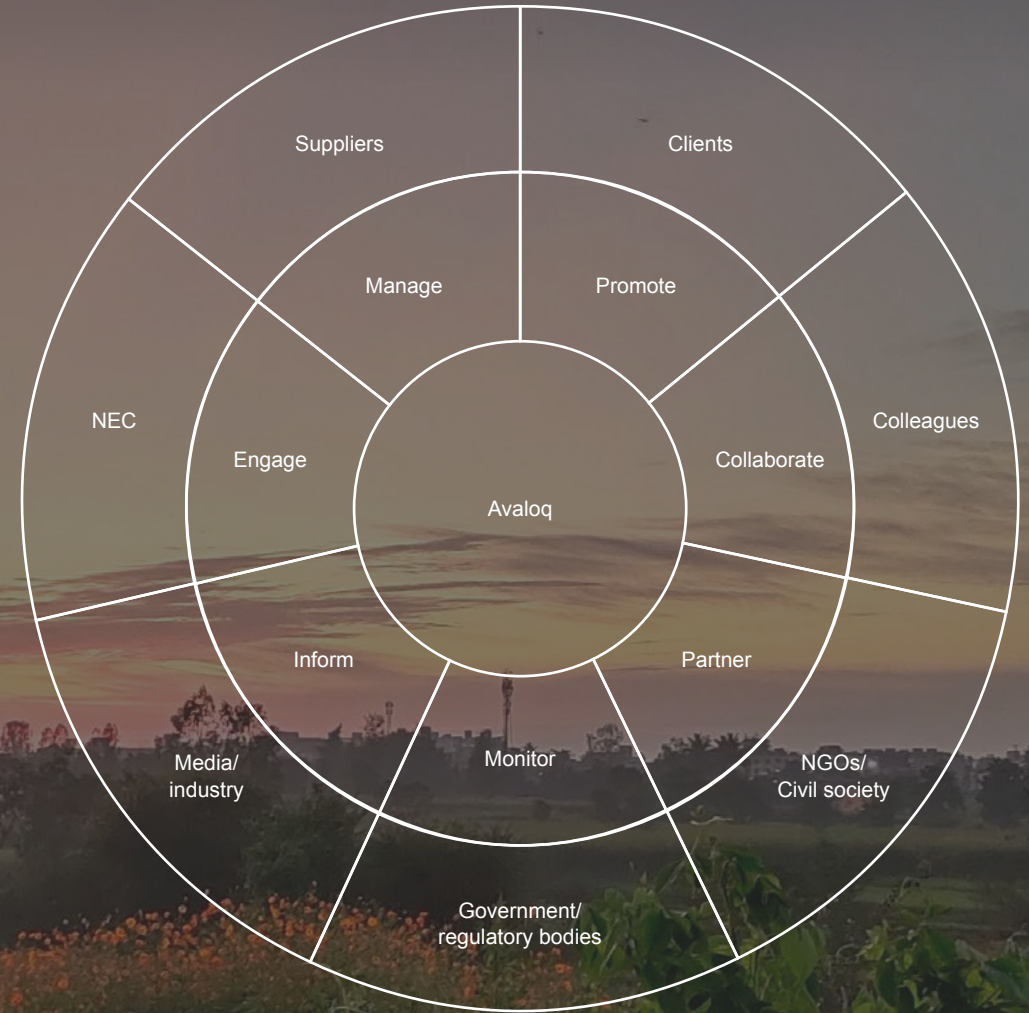 Suppliers
Clients
Manage
Promote
NEC
Colleagues
Engage
Collaborate
Avaloq
Inform
Partner
Media/
industry
Monitor
NGOs/
Civil society
Government/
regulatory bodies